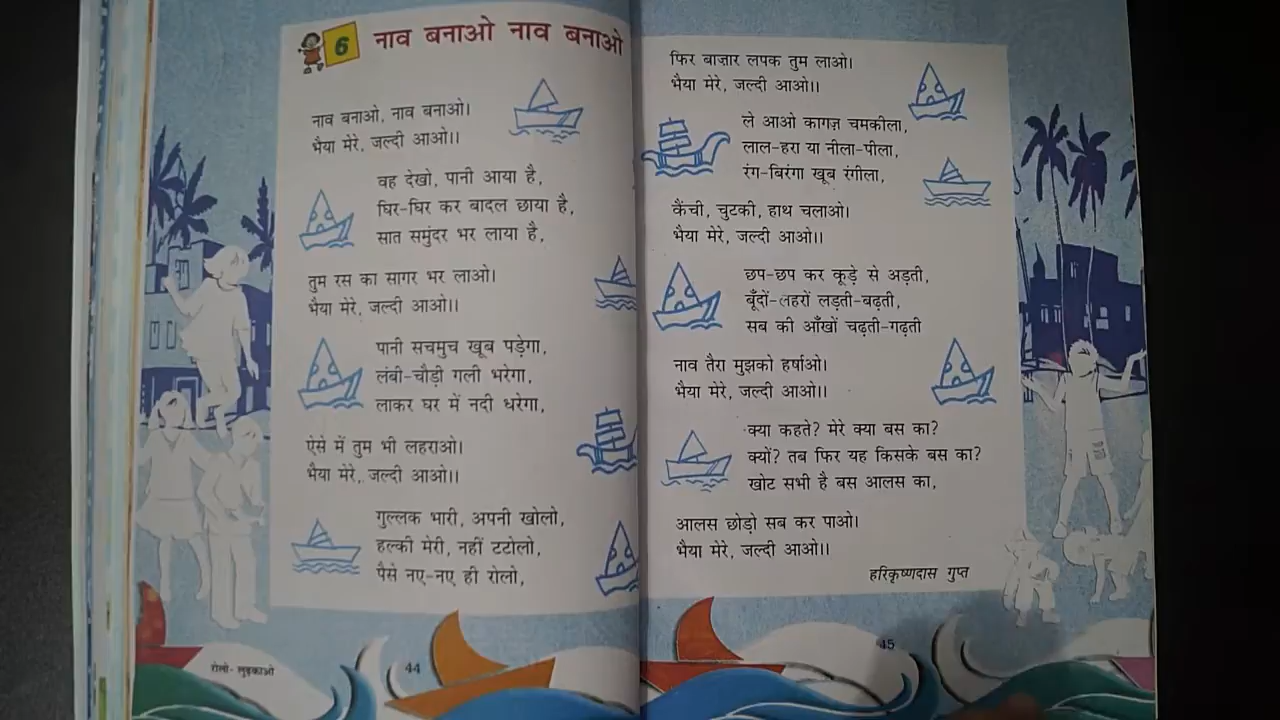 6 नाव बनाओ नाव बनाओ
नाव बनाओ, नाव बनाओ।
भैया मेरे, जल्दी आओ।।
वह देखो, पानी आया है,
घिर-घिर कर बादल छाया है,
सात समुंदर भर लाया है,
तुम रस का सागर भर लाओ।
भैया मेरे, जल्दी आओ।।
पानी सचमुच खूब पड़ेगा,
लंबी-चौड़ी गली भरेगा,
लाकर घर में नदी धरेगा,
ऐसे में तुम भी लहराओ।
भैया मेरे, जल्दी आओ।।
गुल्लक भारी, अपनी खोलो,
हल्की मेरी, नहीं टटोलो,
पैसे नए-नए ही रोलो,
रोलो- लुढ़काओ
44
फिर बाज़ार लपक तुम लाओ।
भैया मेरे, जल्दी आओ।।
ले आओ कागज़ चमकीला,
लाल-हरा या नीला-पीला,
रंग-बिरंगा खूब रंगीला,
कैंची, चुटकी, हाथ चलाओ।
भैया मेरे, जल्दी आओ।।
छप-छप कर कूड़े से अड़ती,
बूँदों-लहरों लड़ती-बढ़ती,
सब की आँखों चढ़ती-गढ़ती
नाव तैरा मुझको हर्षाओ।
भैया मेरे, जल्दी आओ।।
क्या कहते? मेरे क्या बस का?
क्यों? तब फिर यह किसके बस का?
खोट सभी है बस आलस का,
आलस छोड़ो सब कर पाओ।
भैया मेरे, जल्दी आओ।।
हरिकृष्णदास गुप्त
45